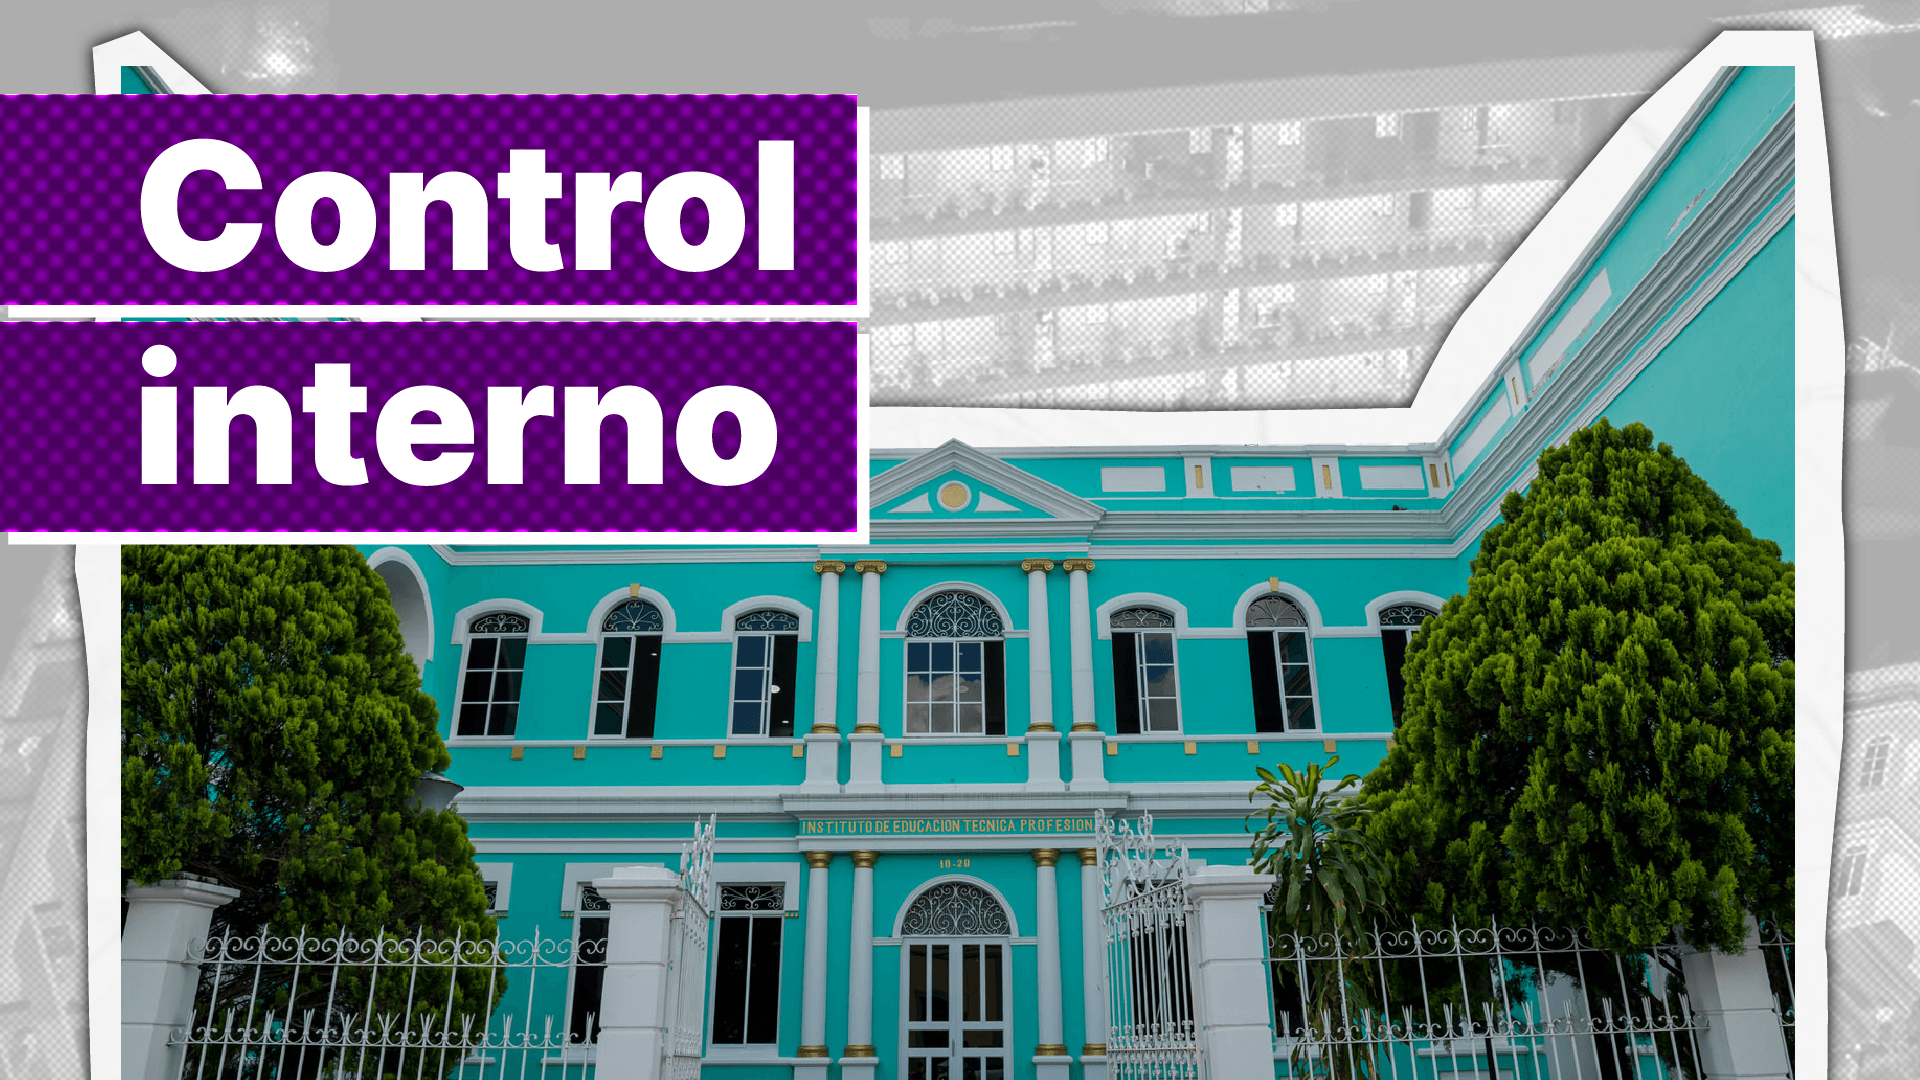 Control
interno
INSTITUTO DE EDUCACION TECNICA PROFESION
10-20